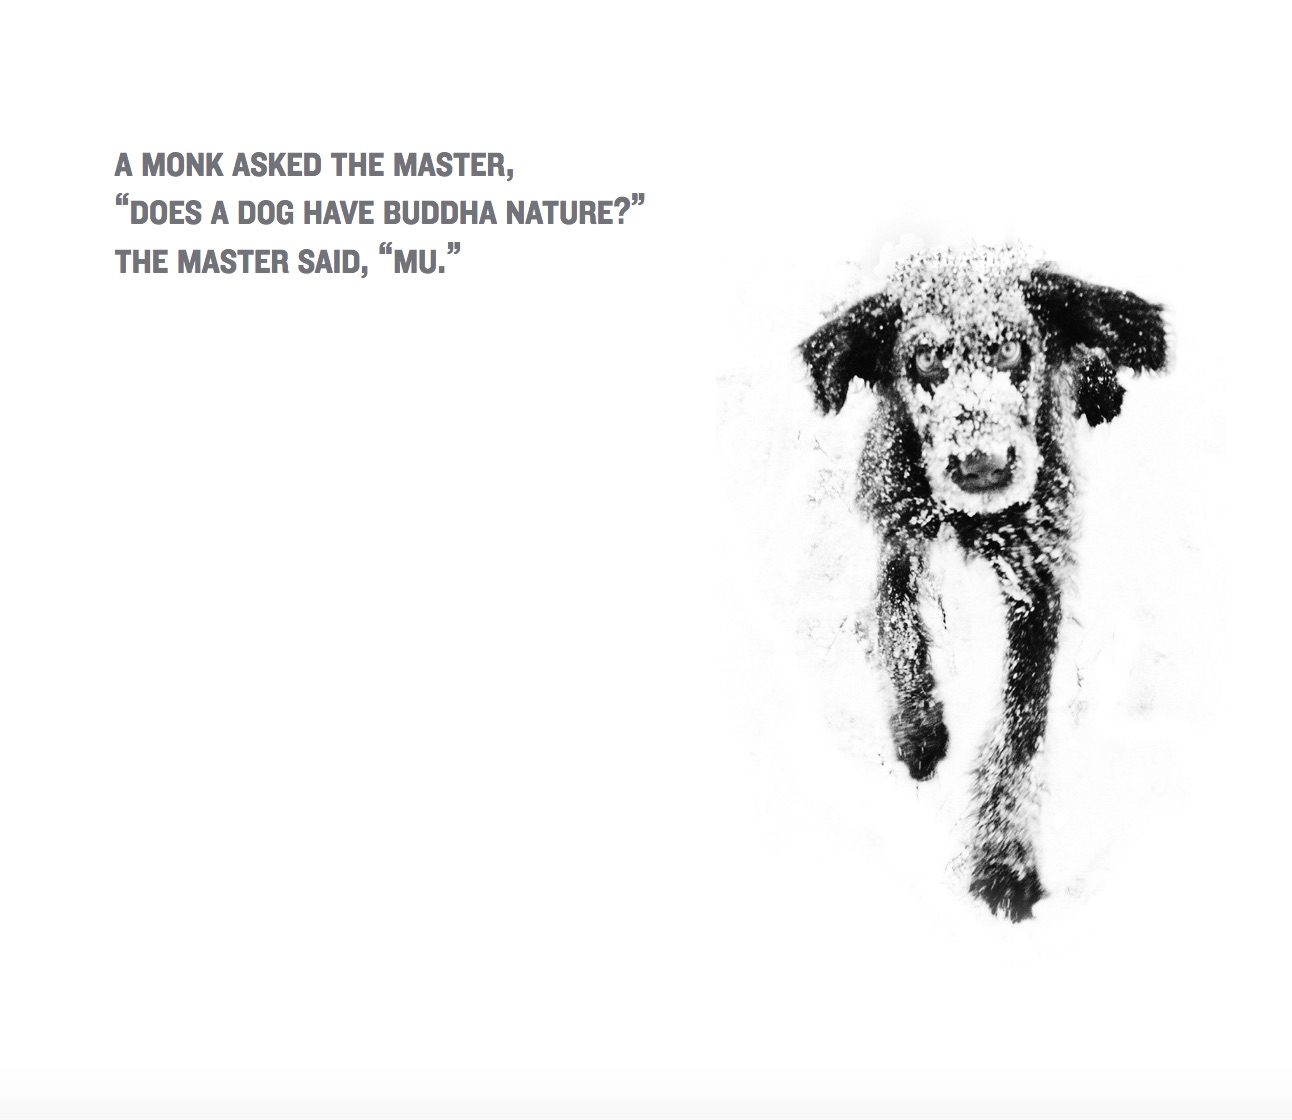 A MONK ASKED THE MASTER,
“DOES A DOG HAVE BUDDHA NATURE?”
THE MASTER SAID, “MU.”